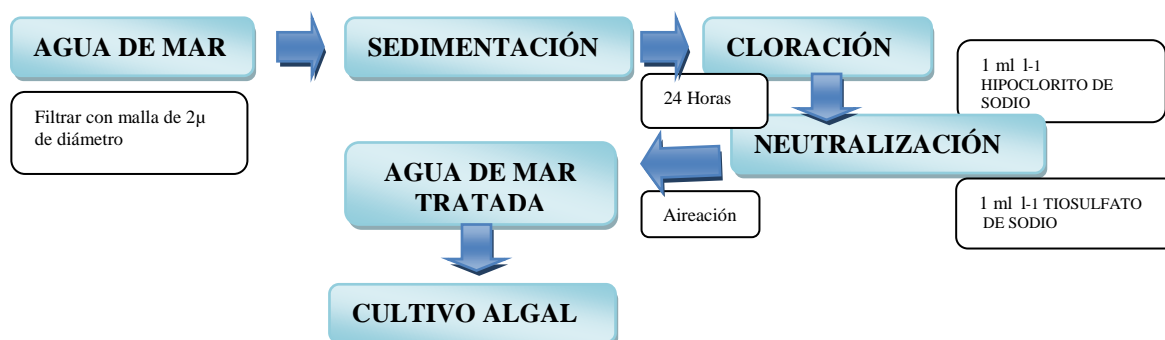 AGUA DE MAR
Filtrar con malla de 2µ
de diámetro
SEDIMENTACIÓN
CLORACIÓN
24 Horas
1 ml l-1
HIPOCLORITO DE
SODIO
NEUTRALIZACIÓN
1 ml l-1 TIOSULFATO
DE SODIO
Aireación
AGUA DE MAR
TRATADA
CULTIVO ALGAL